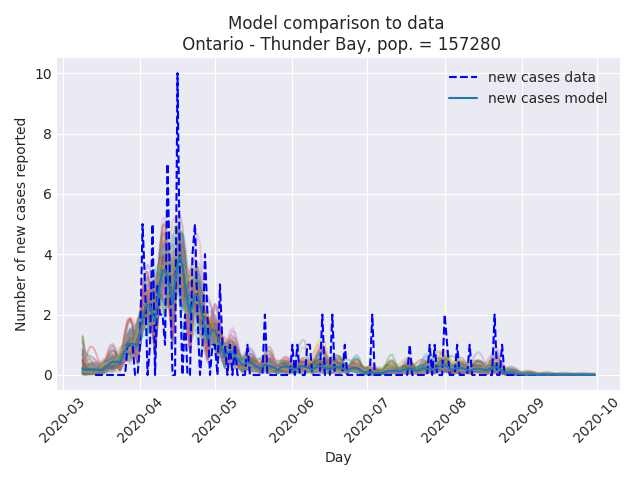 Model comparison to data
Ontario - Thunder Bay, pop. = 157280
new cases data
new cases model
Number of new cases reported
10
8
6
4
2
0
2020-03
2020-04
2020-05
2020-06
2020-07
2020-08
2020-09
2020-10
Day